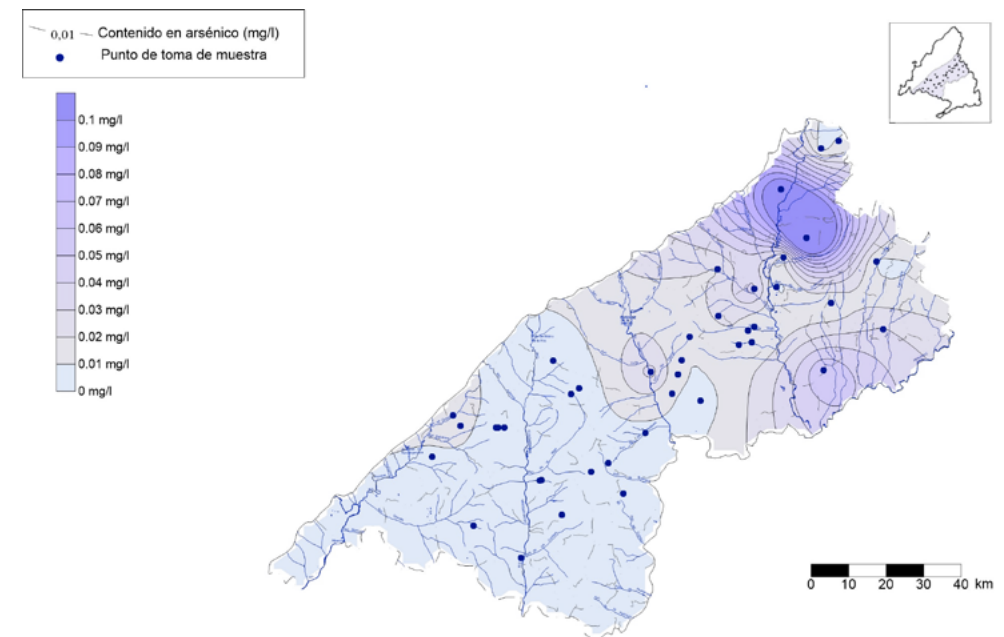 0,01 Contenido en arsénico (mg/l)
Punto de toma de muestra
0.1 mg/l
0.09 mg/l
0.08 mg/l
0.07 mg/l
0.06 mg/l
0.05 mg/l
0.04 mg/l
0.03 mg/l
0.02 mg/l
0.01 mg/l
0 mg/l
0 10 20 30 40 km